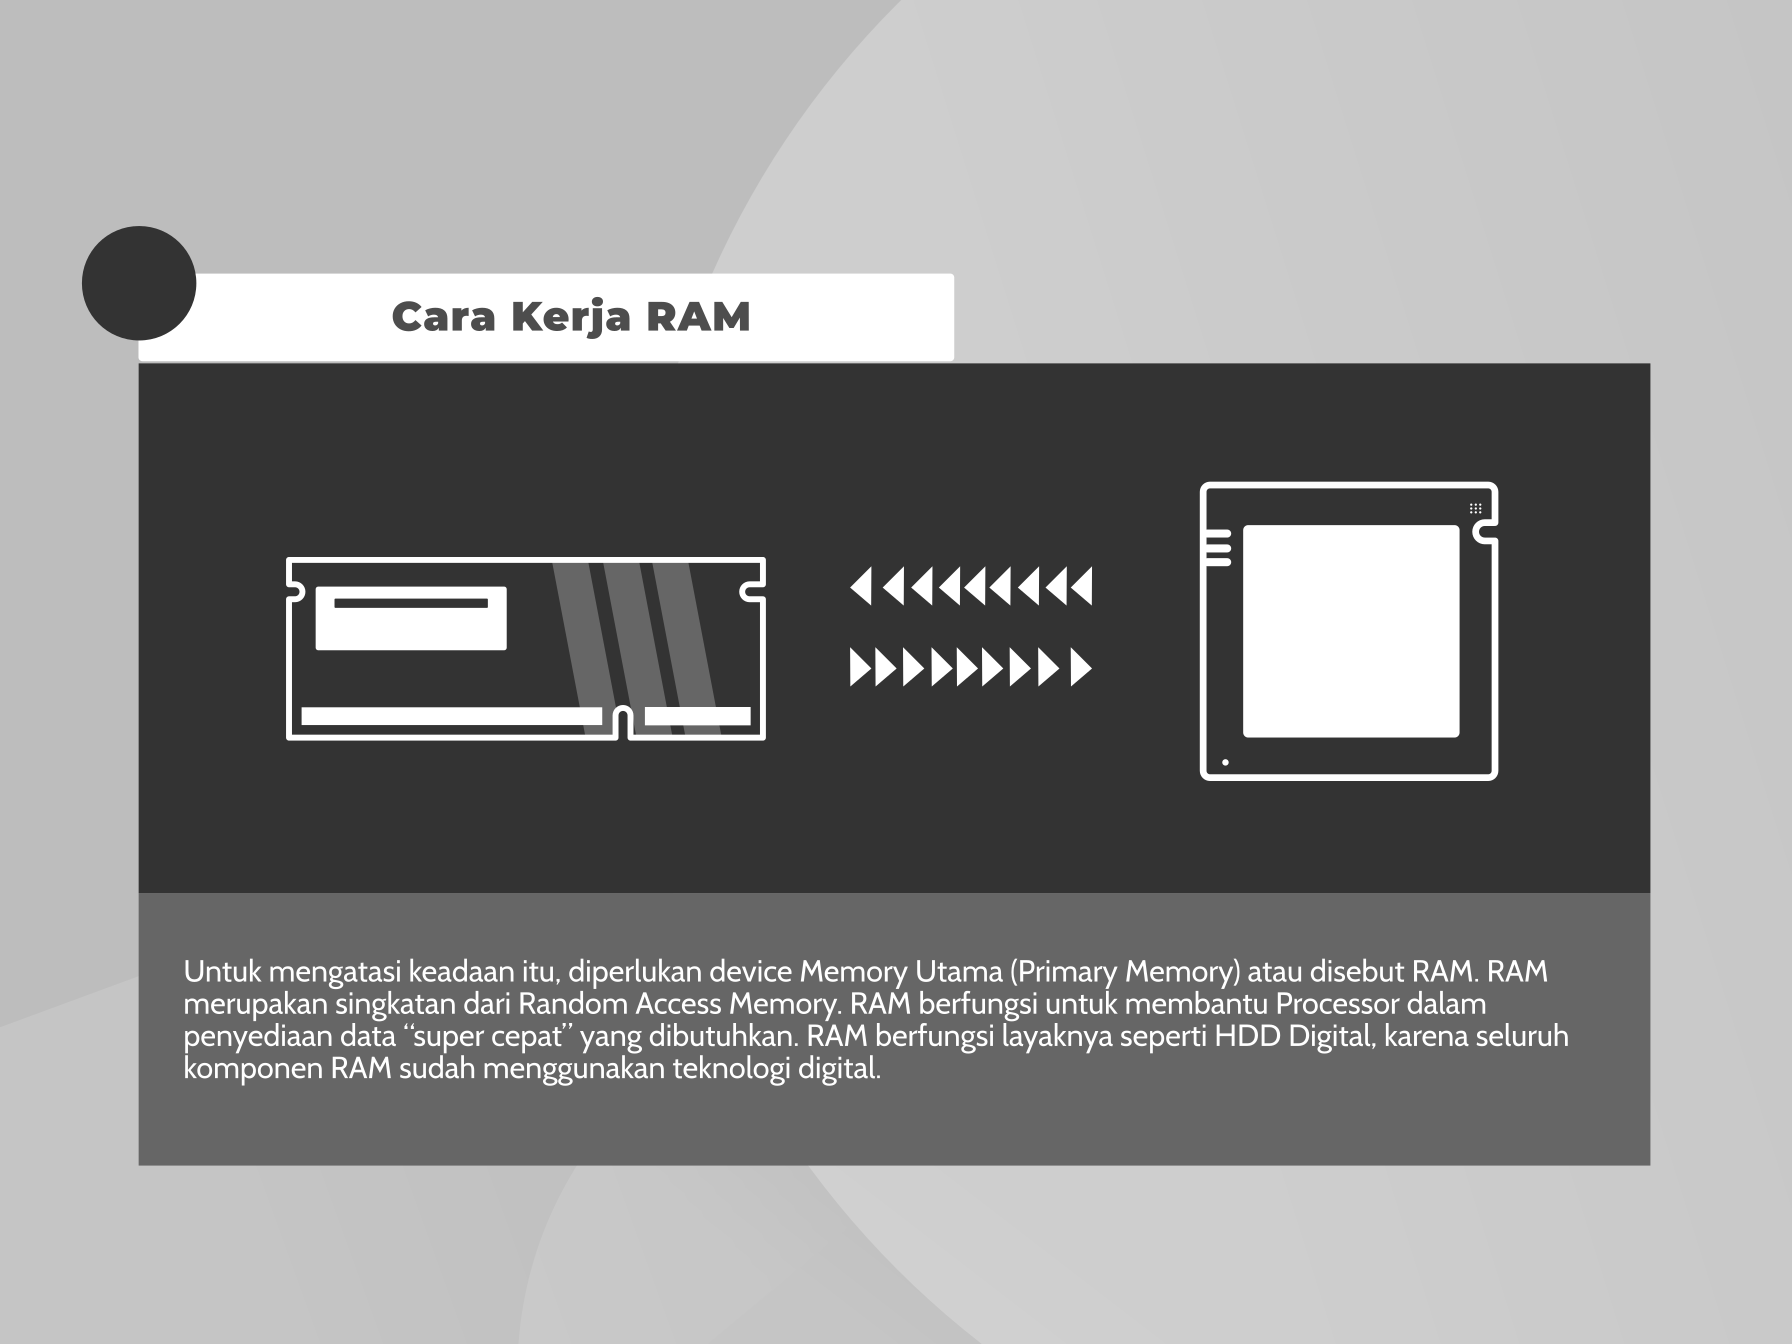 Cara Kerja RAM
Untuk mengatasi keadaan itu, diperlukan device Memory Utama (Primary Memory) atau disebut RAM. RAM
merupakan singkatan dari Random Access Memory. RAM berfungsi untuk membantu Processor dalam
penyediaan data “super cepat” yang dibutuhkan. RAM berfungsi layaknya seperti HDD Digital, karena seluruh
komponen RAM sudah menggunakan teknologi digital.